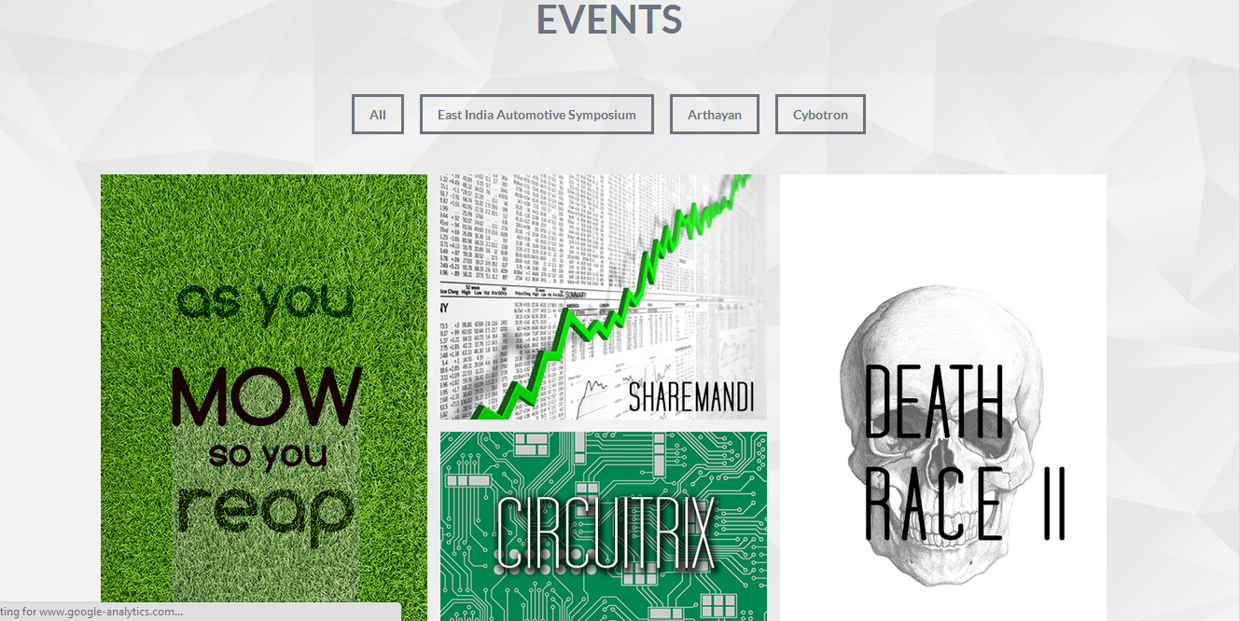 EVENTS
All
East India Automotive Symposium
Arthayan
Cybotron
as you
MOW
so you
reap
SUMMARY
SHAREMANDI
CIRCUITRIX
DEATH
RACE II
ting for www.google-analytics.com...